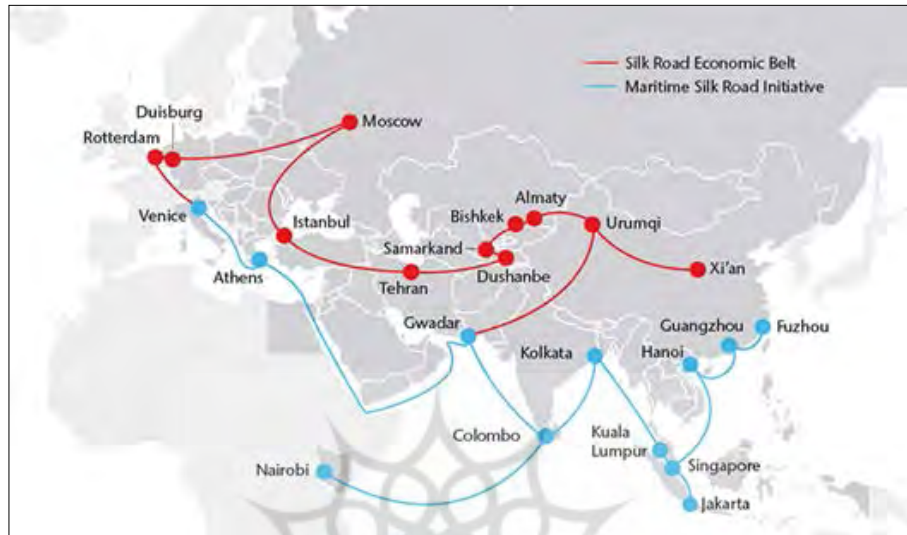 Silk Road Economic Belt
Maritime Silk Road Initiative
Duisburg
Rotterdam
Moscow
Venice
Istanbul
Athens
Bishkek
Almaty
Urumqi
Samarkand
Dushanbe
Tehran
Xi'an
Gwadar
Kolkata
Guangzhou
Fuzhou
Hanoi
Colombo
Kuala
Lumpur
Singapore
Nairobi
Jakarta